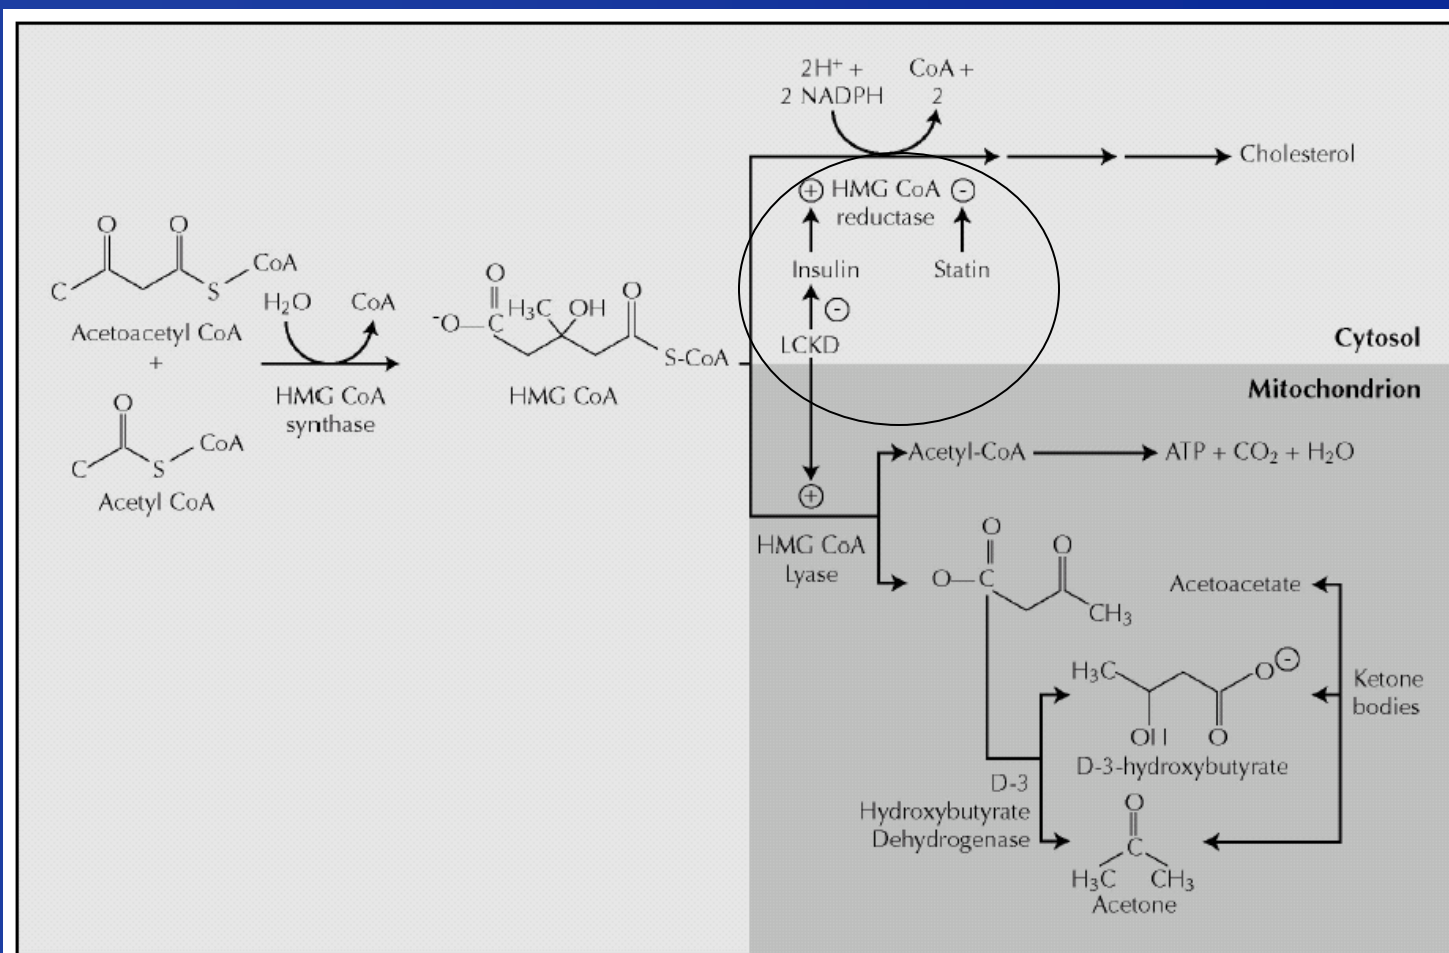 2H⁺ +
2 NADPH
CoA +
2
Cholesterol
+ HMG CoA -
reductase
Insulin
Statin
-
LCKD
O O
C S CoA
Acetoacetyl CoA
+
O
C S CoA
Acetyl CoA
H₂O CoA
HMG CoA
synthase
O
⁻O C H₃C OH O
S-CoA
HMG CoA
Cytosol
Mitochondrion
Acetyl-CoA
ATP + CO₂ + H₂O
+
HMG CoA
Lyase
O O
O C
CH₃
Acetoacetate
H₃C O -
OH O
D-3-hydroxybutyrate
Ketone
bodies
D-3
Hydroxybutyrate
Dehydrogenase
O
C
H₃C CH₃
Acetone